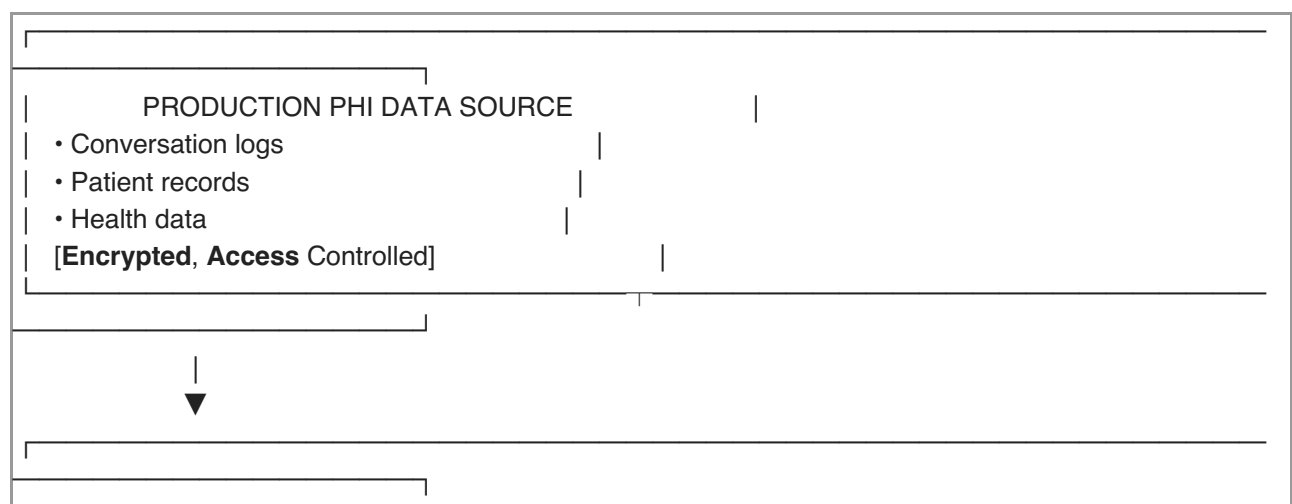 PRODUCTION PHI DATA SOURCE
• Conversation logs
• Patient records
• Health data
[Encrypted, Access Controlled]